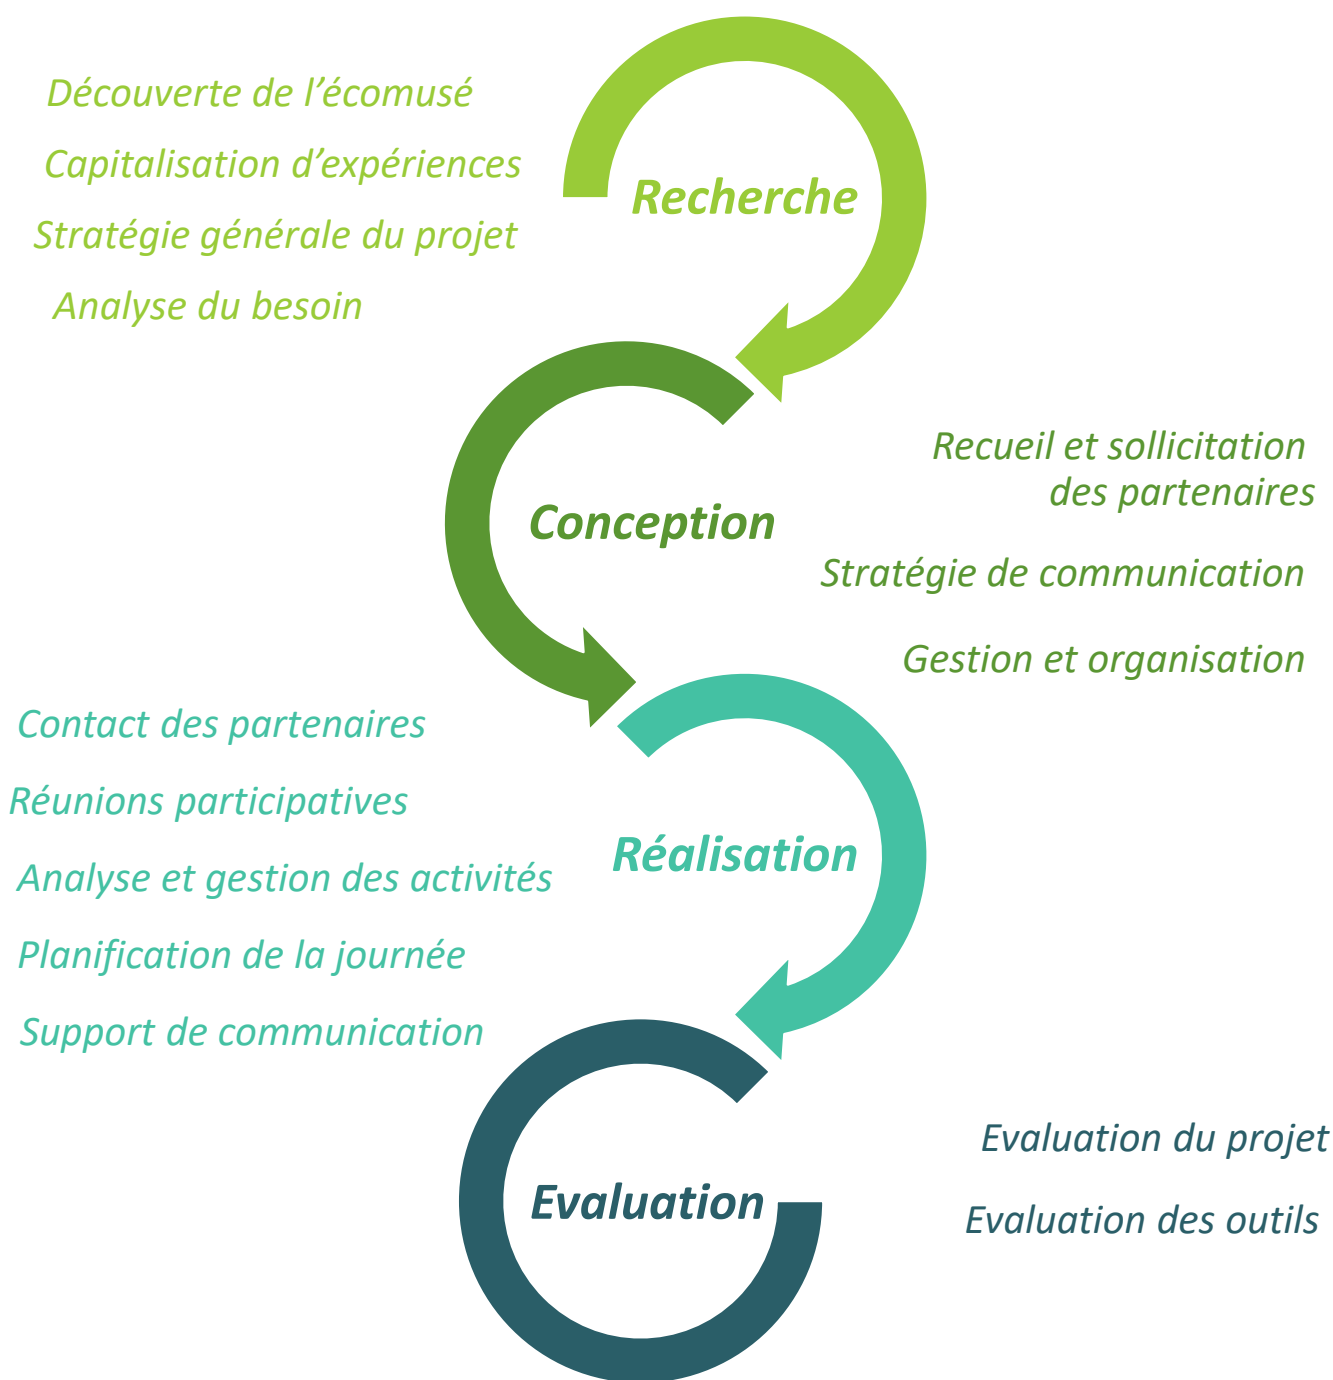 Découverte de l’écomusé
Capitalisation d’expériences
Stratégie générale du projet
Analyse du besoin
Recherche
Conception
Recueil et sollicitation
des partenaires
Stratégie de communication
Gestion et organisation
Contact des partenaires
Réunions participatives
Analyse et gestion des activités
Planification de la journée
Support de communication
Réalisation
Evaluation
Evaluation du projet
Evaluation des outils